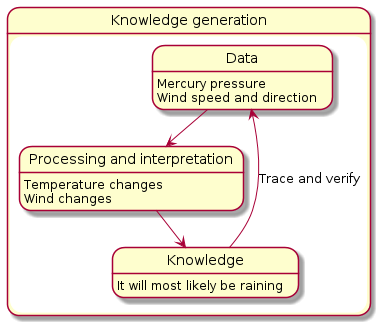 Knowledge generation
Data
Mercury pressure
Wind speed and direction
Processing and interpretation
Temperature changes
Wind changes
Trace and verify
Knowledge
It will most likely be raining